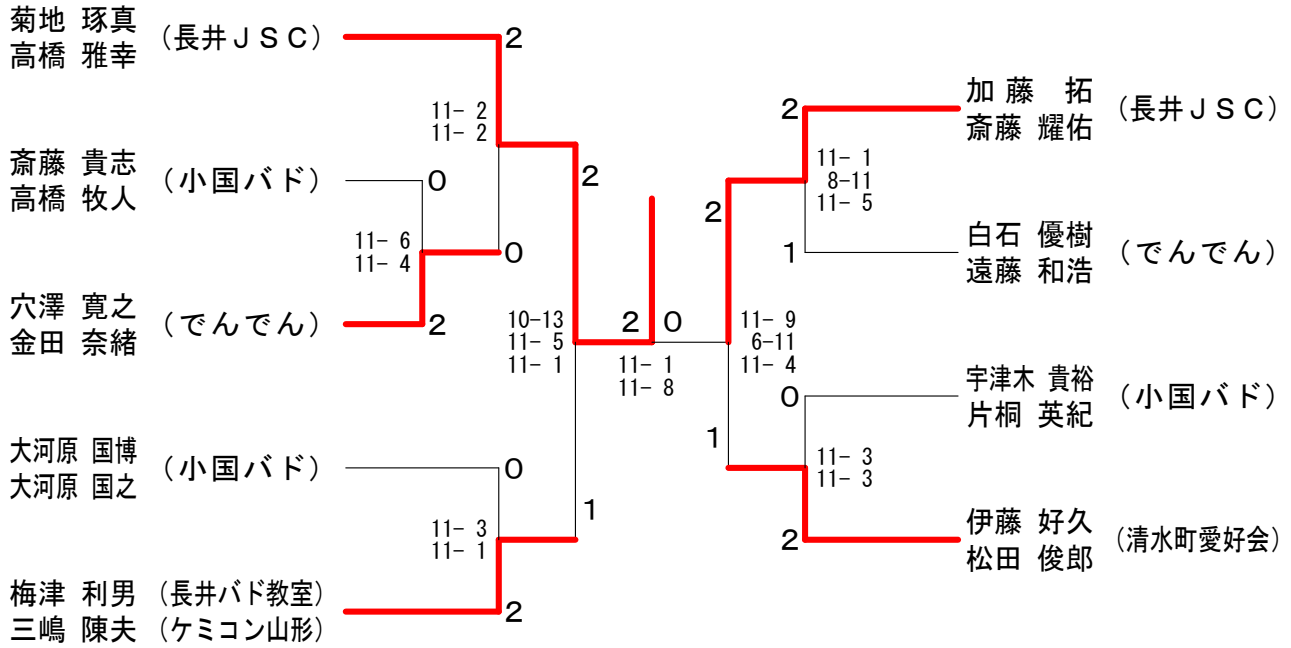 菊地 琢真
高橋 雅幸
(長井ＪＳＣ)
2
11- 2
11- 2
斎藤 貴志
高橋 牧人
(小国バド)
0
11- 6
11- 4
0
穴澤 寛之
金田 奈緒
(でんでん)
2
2
10-13
11- 5
11- 1
大河原 国博
大河原 国之
(小国バド)
0
11- 3
11- 1
1
梅津 利男 (長井バド教室)
三嶋 陳夫 (ケミコン山形)
2
2 0
11- 1
11- 8
加藤 拓
斎藤 耀佑
(長井ＪＳＣ)
2
11- 1
8-11
11- 5
2
白石 優樹
遠藤 和浩
(でんでん)
1
11- 9
6-11
11- 4
宇津木 貴裕
片桐 英紀
(小国バド)
0
1
11- 3
11- 3
伊藤 好久
松田 俊郎
(清水町愛好会)
2